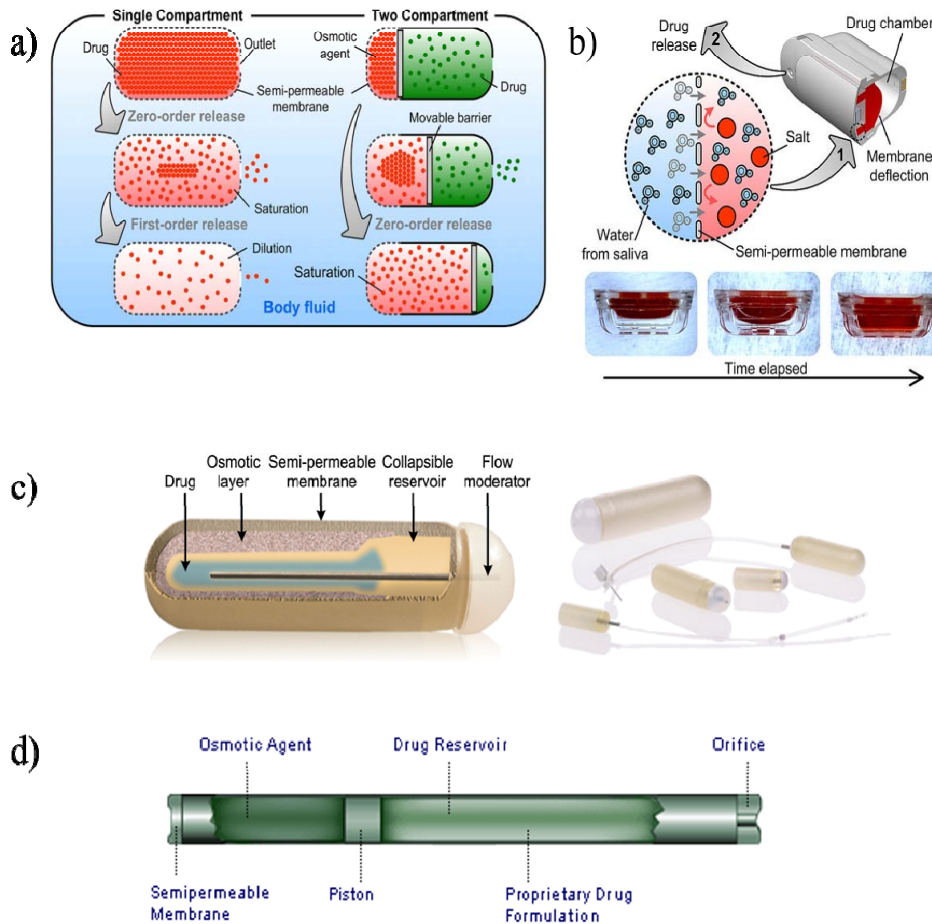 a)
Single Compartment
Two Compartment
Drug
Outlet
Osmotic
agent
Semi-permeable
membrane
Drug
Zero-order release
Movable barrier
Saturation
First-order release
Zero-order release
Dilution
Saturation
Body fluid
b)
Drug
release
2
Drug chamber
Salt
1
Membrane
deflection
Water
from saliva
Semi-permeable membrane
Time elapsed
c)
Drug
Osmotic
layer
Semi-permeable
membrane
Collapsible
reservoir
Flow
moderator
d)
Osmotic Agent
Drug Reservoir
Orifice
Semipermeable
Membrane
Piston
Proprietary Drug
Formulation